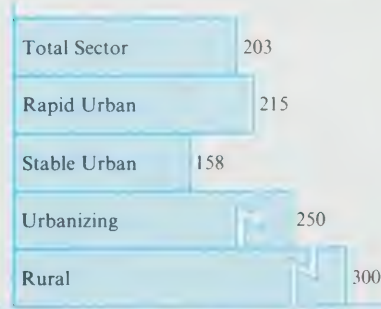 Total Sector 203
Rapid Urban 215
Stable Urban 158
Urbanizing 250
Rural 300